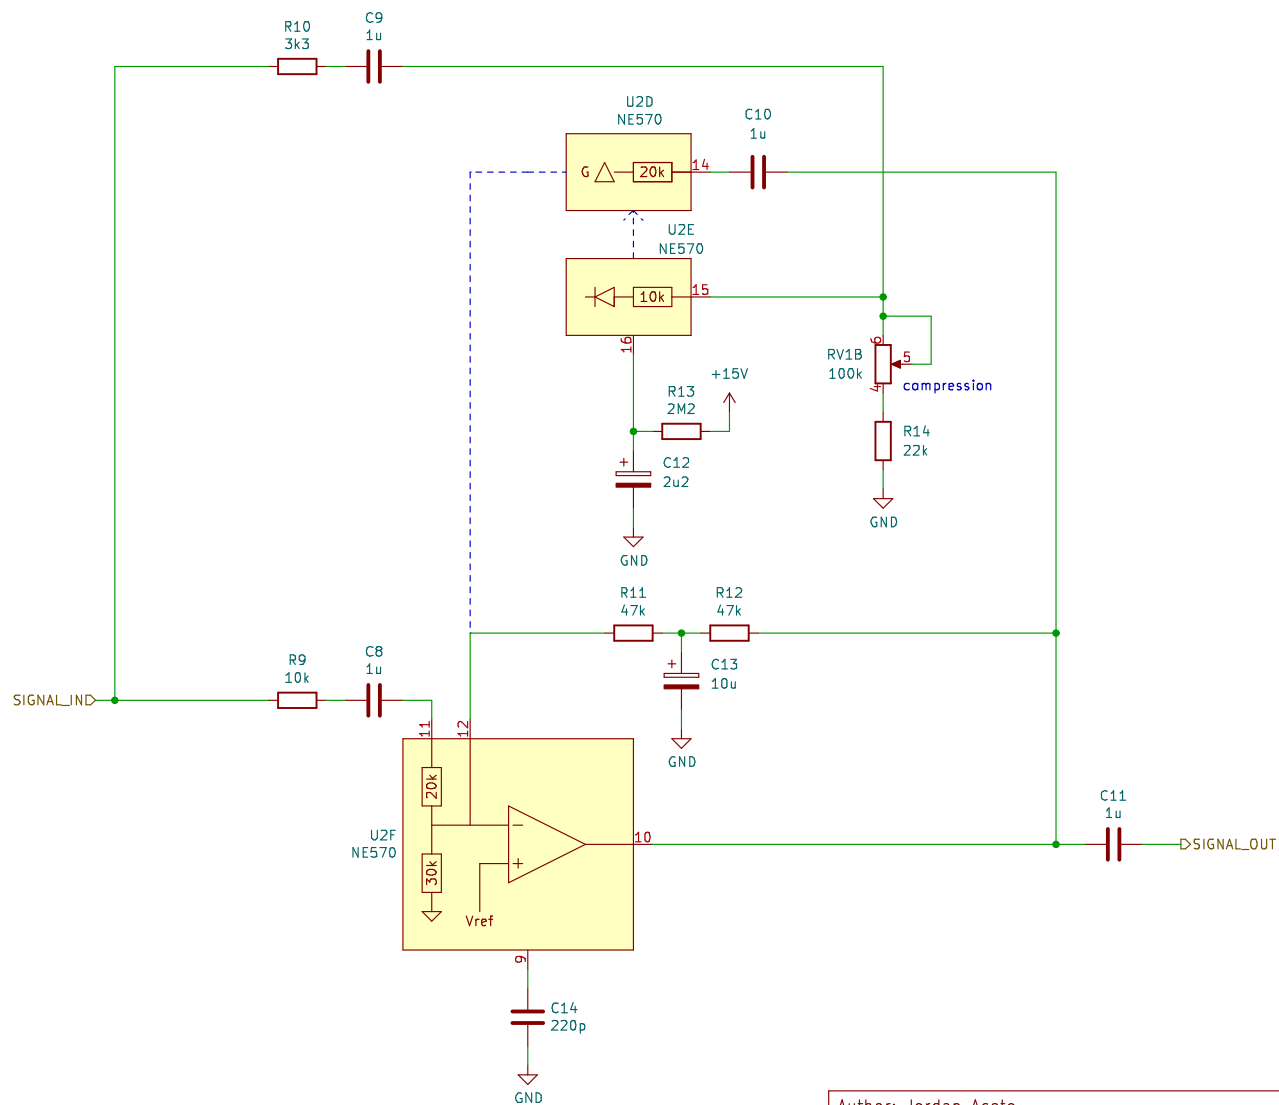 C9
1u
R10
3k3
U2D
NE570
C10
1u
G
20k
14
U2E
NE570
10k
15
16
RV1B
100k
6
5
4
campression
+15V
R13
2M2
R14
22k
C12
2u2
GND
GND
R11
47k
R12
47k
C13
10u
GND
R9
10k
C8
1u
SIGNAL_IN
11
12
20k
30k
U2F
NE570
Vref
10
9
C11
1u
SIGNAL_OUT
C14
220p
GND